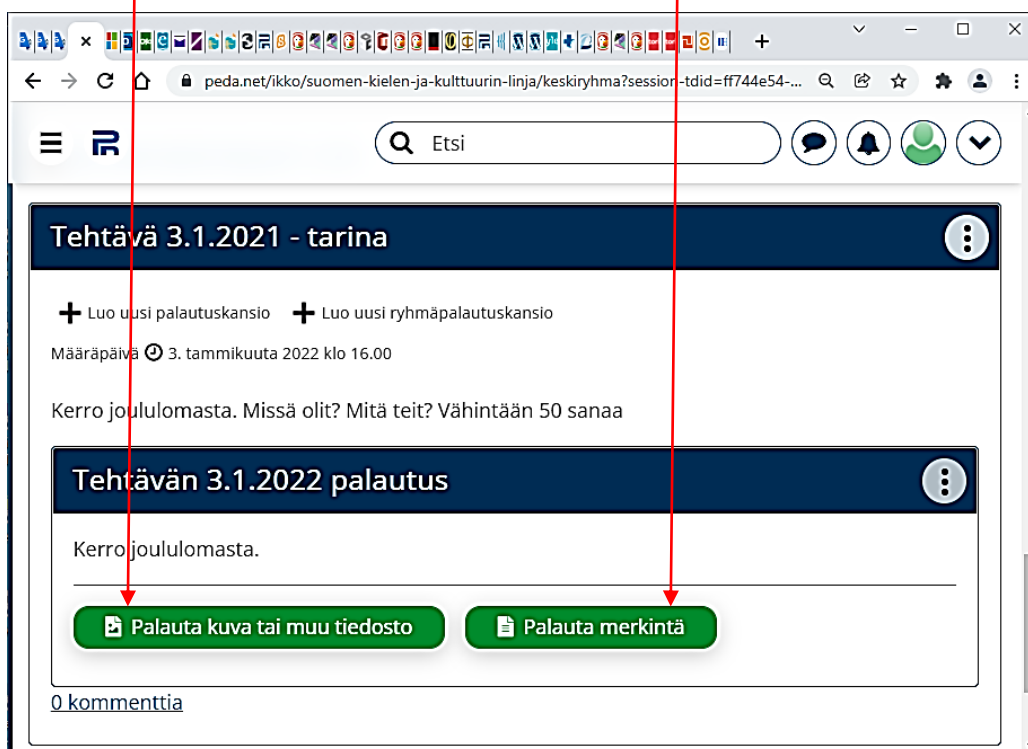 peda.net/ikko/suomen-kielen-ja-kulttuurin-linja/keskiryhma?session-tdid=ff744e54-...
Etsi
Tehtävä 3.1.2021 - tarina
Luo uusi palautuskansio Luo uusi ryhmäpalautuskansio
Määräpäivä 3. tammikuuta 2022 klo 16.00
Kerro joululomasta. Missä olit? Mitä teit? Vähintään 50 sanaa
Tehtävän 3.1.2022 palautus
Kerro joululomasta.
Palauta kuva tai muu tiedosto Palauta merkintä
0 kommenttia